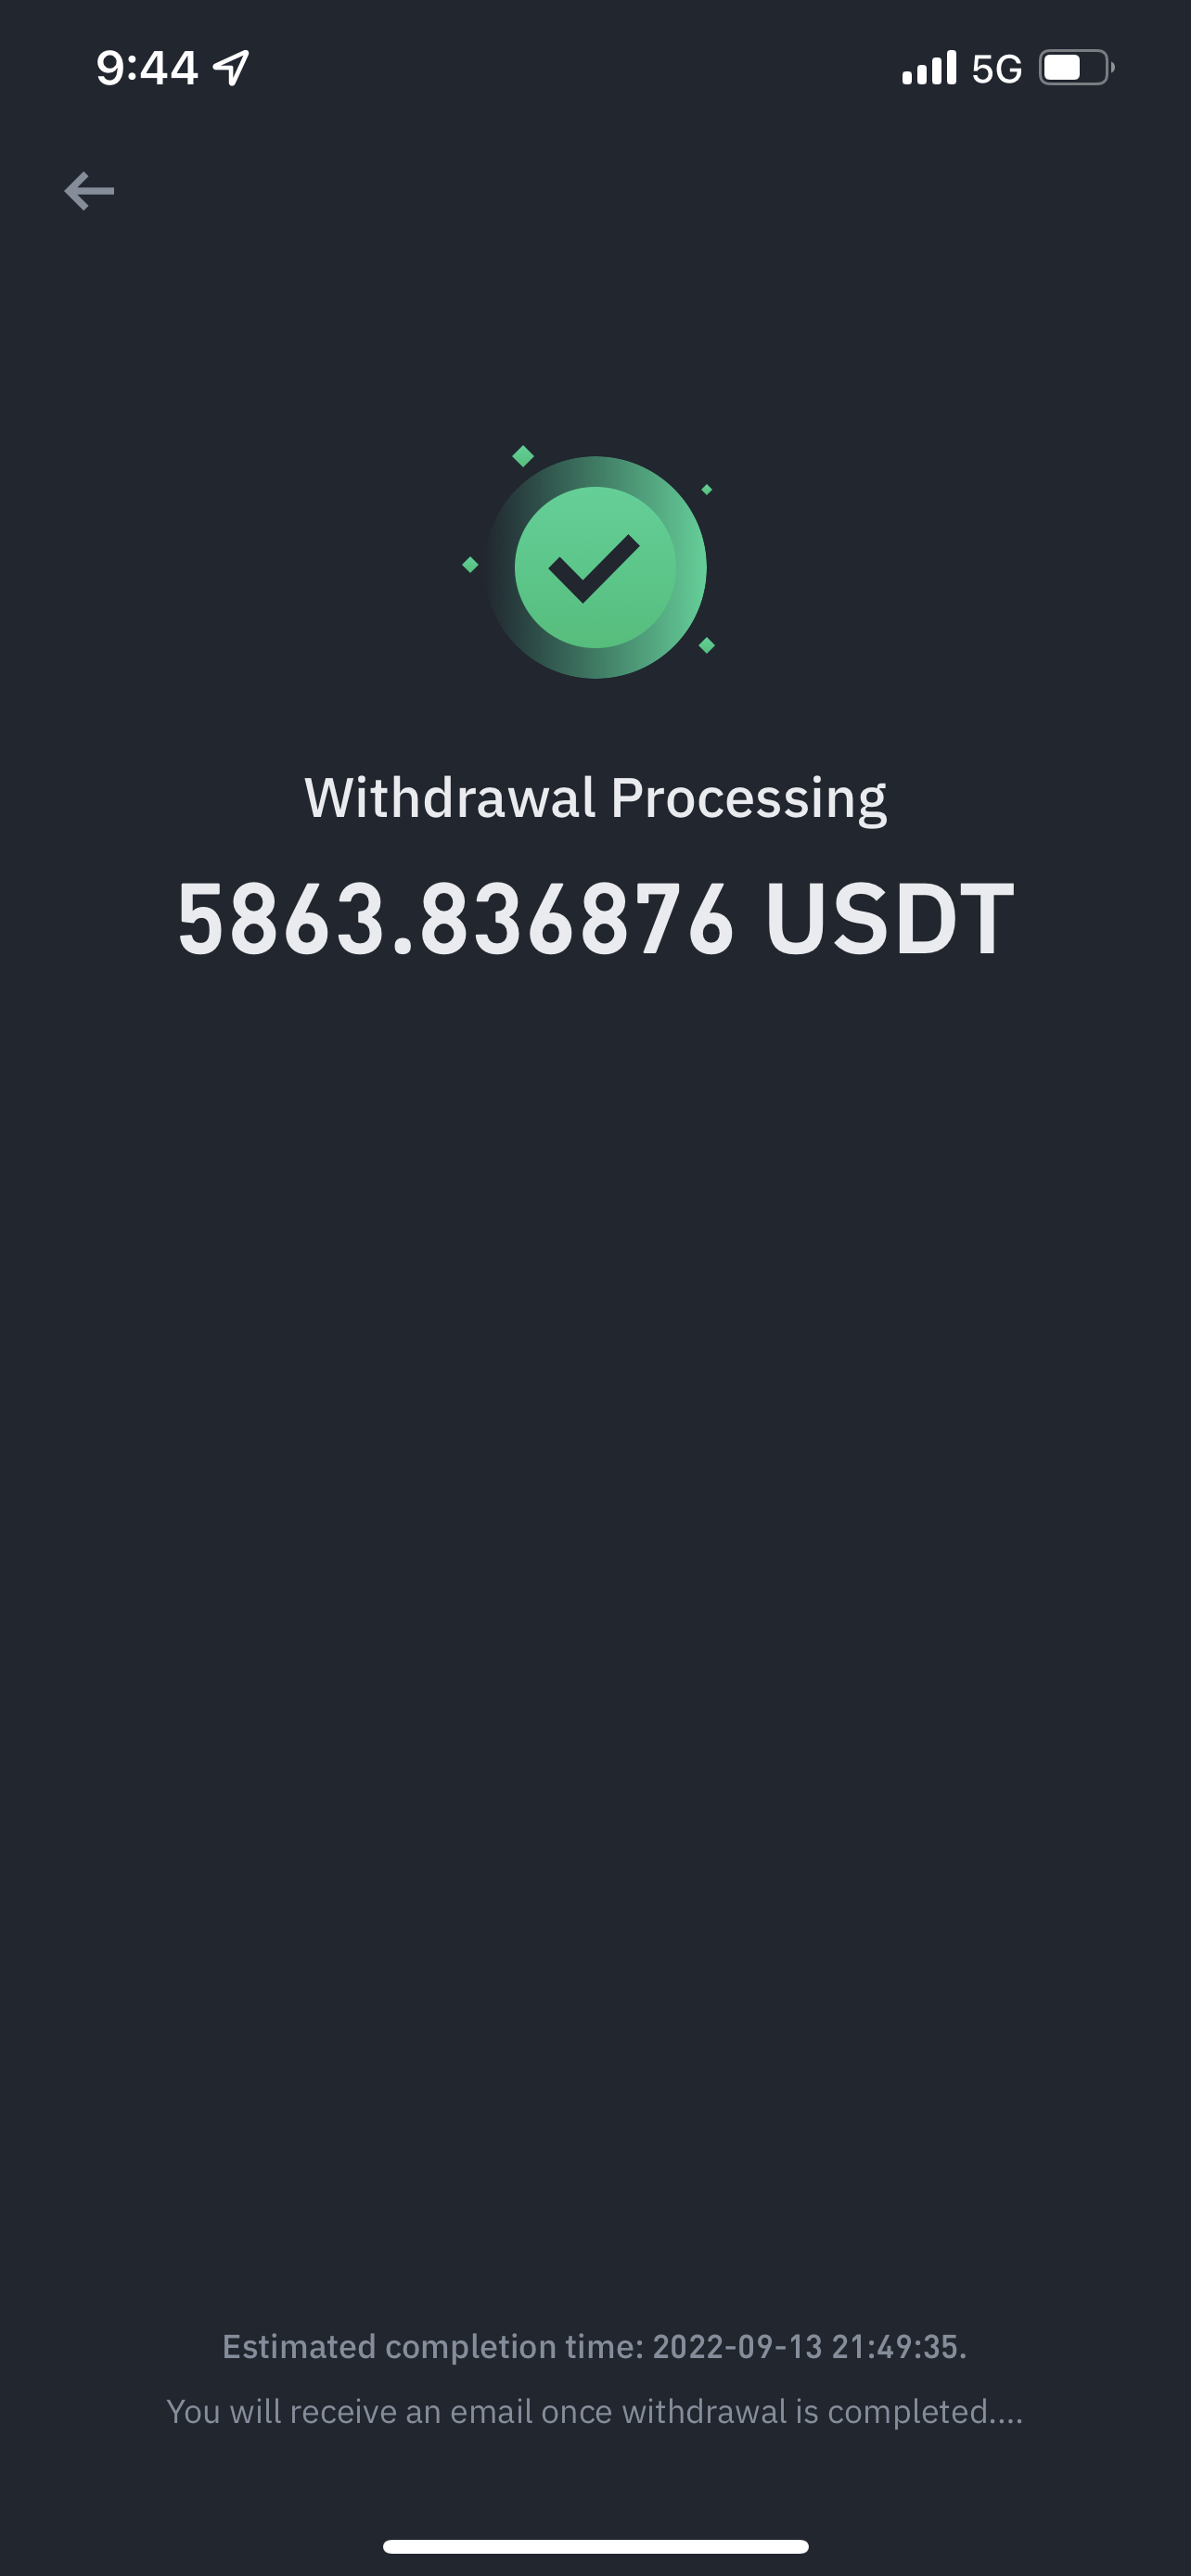 9:44
5G
Withdrawal Processing
5863.836876 USDT
Estimated completion time: 2022-09-13 21:49:35.
You will receive an email once withdrawal is completed....